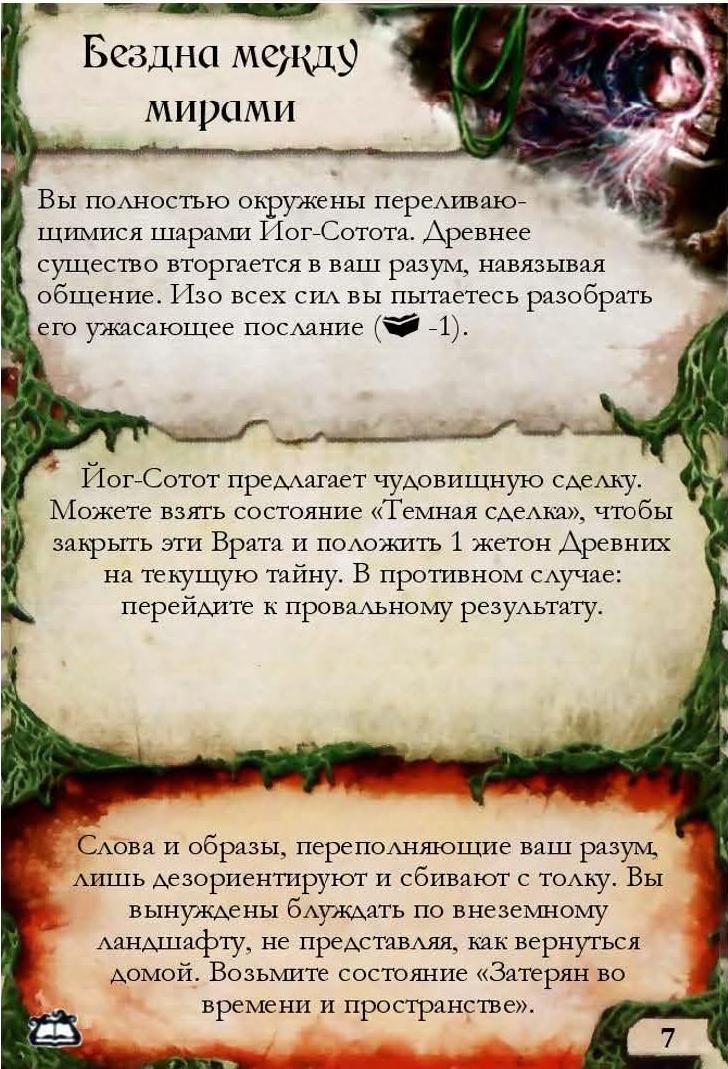 Бездна между
мирами
Вы полностью окружены переливаю-
щимися шарами Йог-Сотота. Древнее
существо вторгается в ваш разум, навязывая
общение. Изо всех сил вы пытаетесь разобрать
его ужасающее послание ( -1).
Йог-Сотот предлагает чудовищную сделку.
Можете взять состояние «Темная сделка», чтобы
закрыть эти Врата и положить 1 жетон Древних
на текущую тайну. В противном случае:
перейдите к провальному результату.
Слова и образы, переполняющие ваш разум,
лишь дезориентируют и сбивают с толку. Вы
вынуждены блуждать по внеземному
ландшафту, не представляя, как вернуться
домой. Возьмите состояние «Затерян во
времени и пространстве».
7